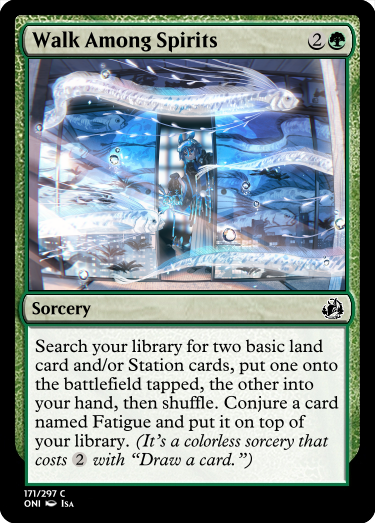 Walk Among Spirits 2
Sorcery
Search your library for two basic land
card and/or Station cards, put one onto
the battlefield tapped, the other into
your hand, then shuffle. Conjure a card
named Fatigue and put it on top of
your library. (It's a colorless sorcery that
costs 2 with “Draw a card.”)
171/297 C
ONI Isa